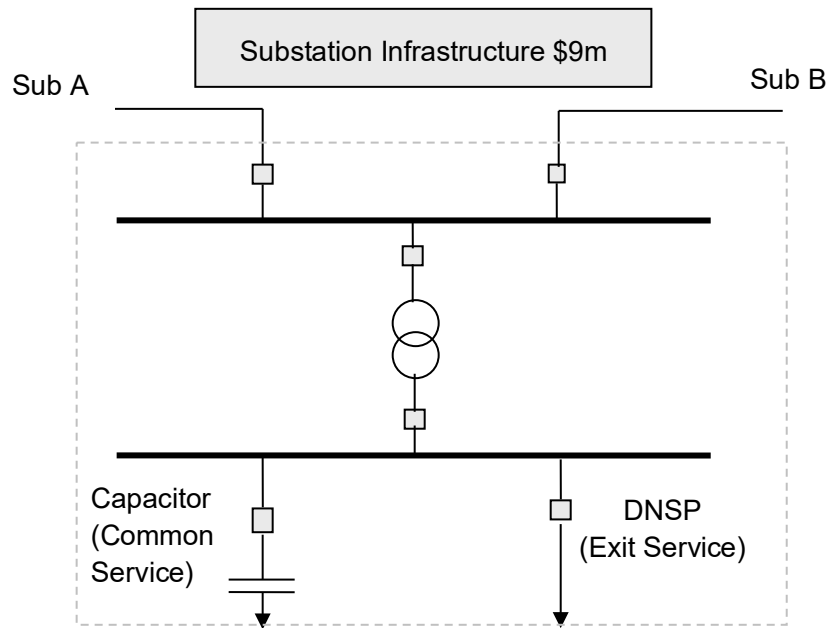 Substation Infrastructure $9m
Sub A
Sub B
Capacitor
(Common
Service)
DNSP
(Exit Service)